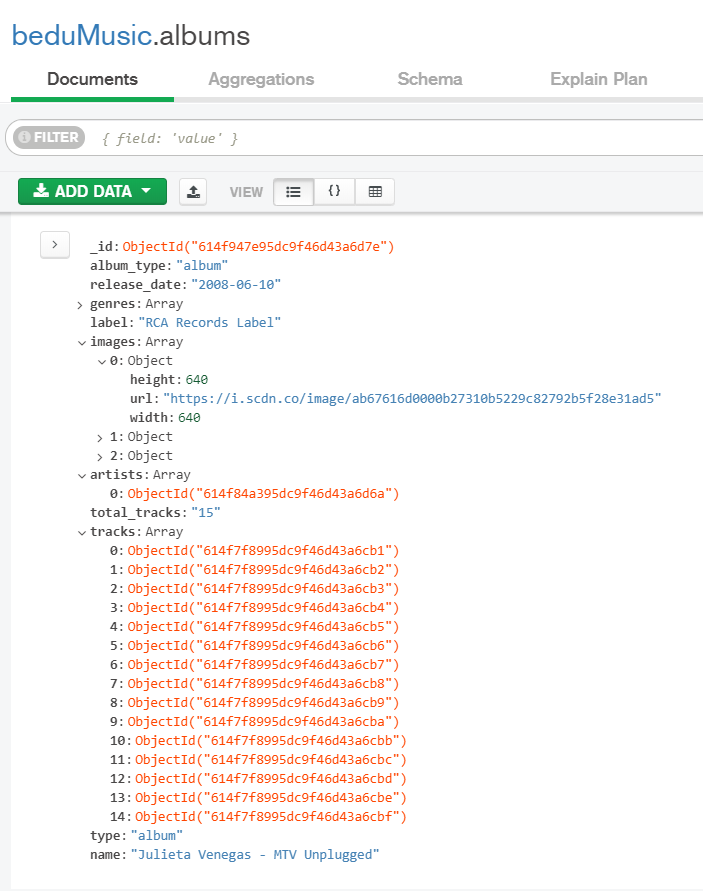 beduMusic.albums
Documents Aggregations Schema Explain Plan
FILTER { field: 'value' }
ADD DATA VIEW { }
_id: ObjectId("614f947e95dc9f46d43a6d7e")
album_type: "album"
release_date: "2008-06-10"
genres: Array
label: "RCA Records Label"
images: Array
0: Object
height: 640
url: "https://i.scdn.co/image/ab67616d0000b27310b5229c82792b5f28e31ad5"
width: 640
1: Object
2: Object
artists: Array
0: ObjectId("614f84a395dc9f46d43a6d6a")
total_tracks: "15"
tracks: Array
0: ObjectId("614f7f8995dc9f46d43a6cb1")
1: ObjectId("614f7f8995dc9f46d43a6cb2")
2: ObjectId("614f7f8995dc9f46d43a6cb3")
3: ObjectId("614f7f8995dc9f46d43a6cb4")
4: ObjectId("614f7f8995dc9f46d43a6cb5")
5: ObjectId("614f7f8995dc9f46d43a6cb6")
6: ObjectId("614f7f8995dc9f46d43a6cb7")
7: ObjectId("614f7f8995dc9f46d43a6cb8")
8: ObjectId("614f7f8995dc9f46d43a6cb9")
9: ObjectId("614f7f8995dc9f46d43a6cba")
10: ObjectId("614f7f8995dc9f46d43a6cbb")
11: ObjectId("614f7f8995dc9f46d43a6cbc")
12: ObjectId("614f7f8995dc9f46d43a6cbd")
13: ObjectId("614f7f8995dc9f46d43a6cbe")
14: ObjectId("614f7f8995dc9f46d43a6cbf")
type: "album"
name: "Julieta Venegas - MTV Unplugged"